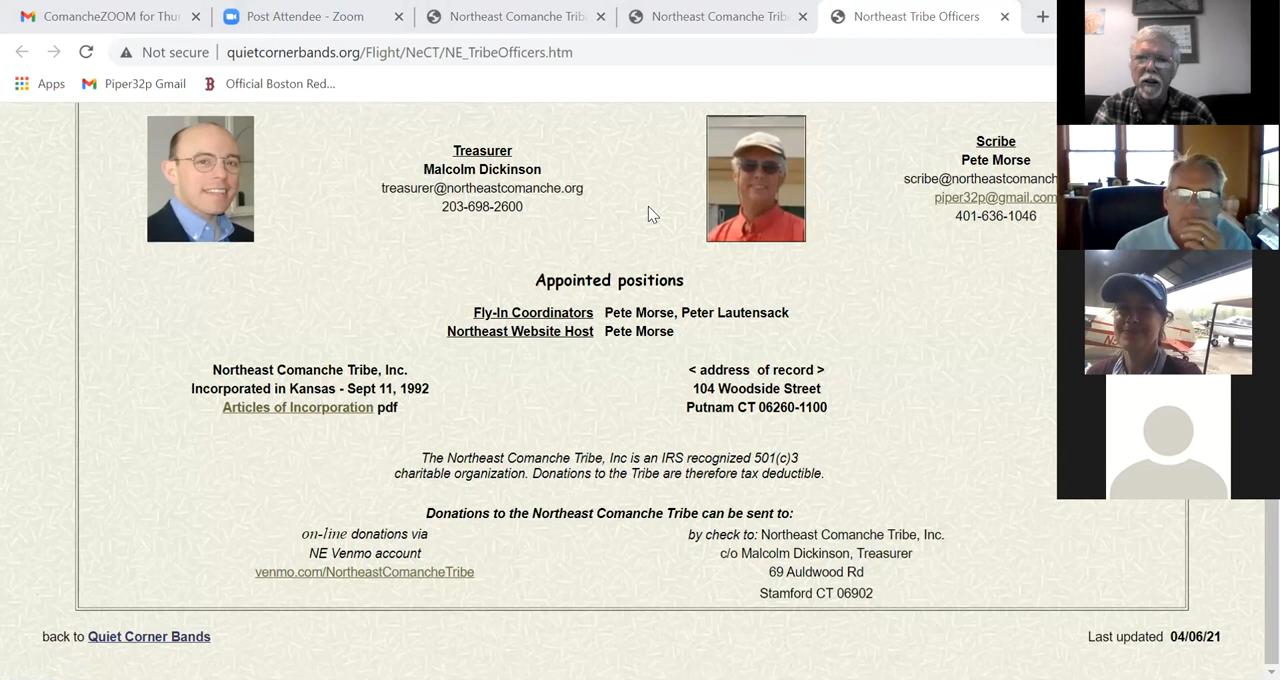 ComancheZOOM for Thu
Post Attendee - Zoom
Northeast Comanche Trib
Northeast Comanche Trib
Northeast Tribe Officers
Not secure
quietcornerbands.org/Flight/NeCT/NE_TribeOfficers.htm
Apps
Piper32p Gmail
Official Boston Red...
Treasurer
Malcolm Dickinson
treasurer@northeastcomanche.org
203-698-2600
Scribe
Pete Morse
scribe@northeastcomanch
piper32p@gmail.com
401-636-1046
Appointed positions
Fly-In Coordinators Pete Morse, Peter Lautensack
Northeast Website Host Pete Morse
Northeast Comanche Tribe, Inc.
Incorporated in Kansas - Sept 11, 1992
Articles of Incorporation pdf
< address of record >
104 Woodside Street
Putnam CT 06260-1100
The Northeast Comanche Tribe, Inc is an IRS recognized 501(c)3
charitable organization. Donations to the Tribe are therefore tax deductible.
Donations to the Northeast Comanche Tribe can be sent to:
on-line donations via
NE Venmo account
venmo.com/NortheastComancheTribe
by check to: Northeast Comanche Tribe, Inc.
c/o Malcolm Dickinson, Treasurer
69 Auldwood Rd
Stamford CT 06902
back to Quiet Corner Bands
Last updated 04/06/21